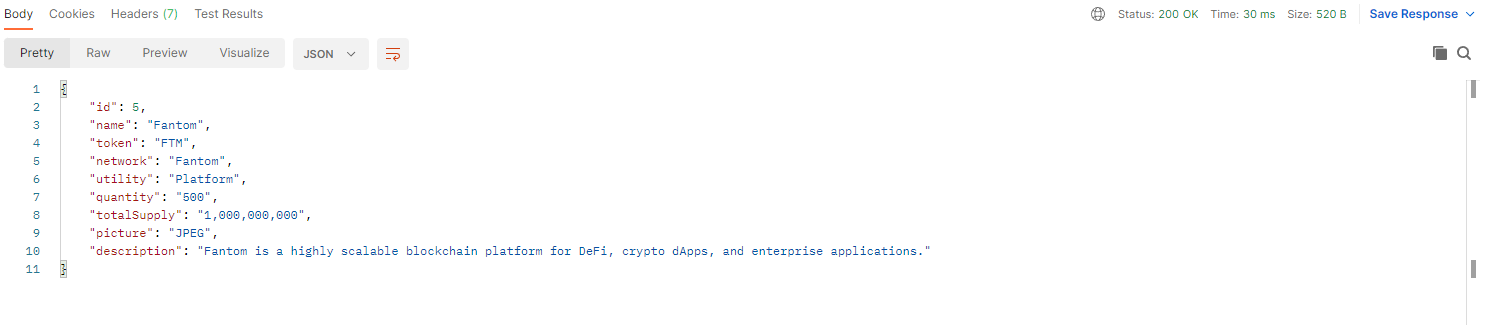 Body Cookies Headers (7) Test Results Status: 200 OK Time: 30 ms Size: 520 B Save Response
Pretty Raw Preview Visualize JSON
1 {
2 "id": 5,
3 "name": "Fantom",
4 "token": "FTM",
5 "network": "Fantom",
6 "utility": "Platform",
7 "quantity": "500",
8 "totalSupply": "1,000,000,000",
9 "picture": "JPEG",
10 "description": "Fantom is a highly scalable blockchain platform for DeFi, crypto dApps, and enterprise applications."
11 }